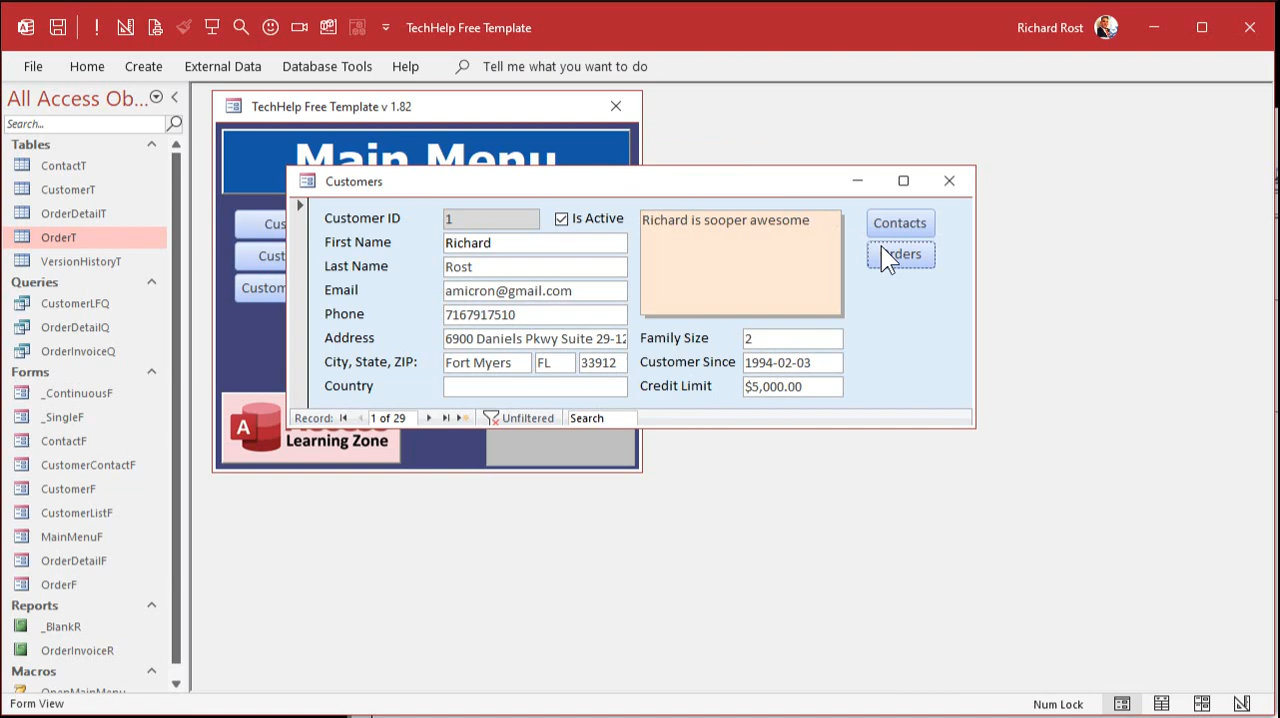 TechHelp Free Template
Richard Rost
File Home Create External Data Database Tools Help Tell me what you want to do
All Access Ob...
Search...
Tables
ContactT
CustomerT
OrderDetailT
OrderT
VersionHistoryT
Queries
CustomerLFQ
OrderDetailQ
OrderInvoiceQ
Forms
_ContinuousF
_SingleF
ContactF
CustomerContactF
CustomerF
CustomerListF
MainMenuF
OrderDetailF
OrderF
Reports
_BlankR
OrderInvoiceR
Macros
OpenMainMenu
TechHelp Free Template v 1.82
Main Menu
Cus
Cust
Custom
A
Learning Zone
Customers
Customer ID 1 Is Active
First Name Richard
Last Name Rost
Email amicron@gmail.com
Phone 7167917510
Address 6900 Daniels Pkwy Suite 29-12
City, State, ZIP: Fort Myers FL 33912
Country
Richard is sooper awesome
Family Size 2
Customer Since 1994-02-03
Credit Limit $5,000.00
Contacts
rders
Record: 1 of 29 Unfiltered Search
Form View
Num Lock